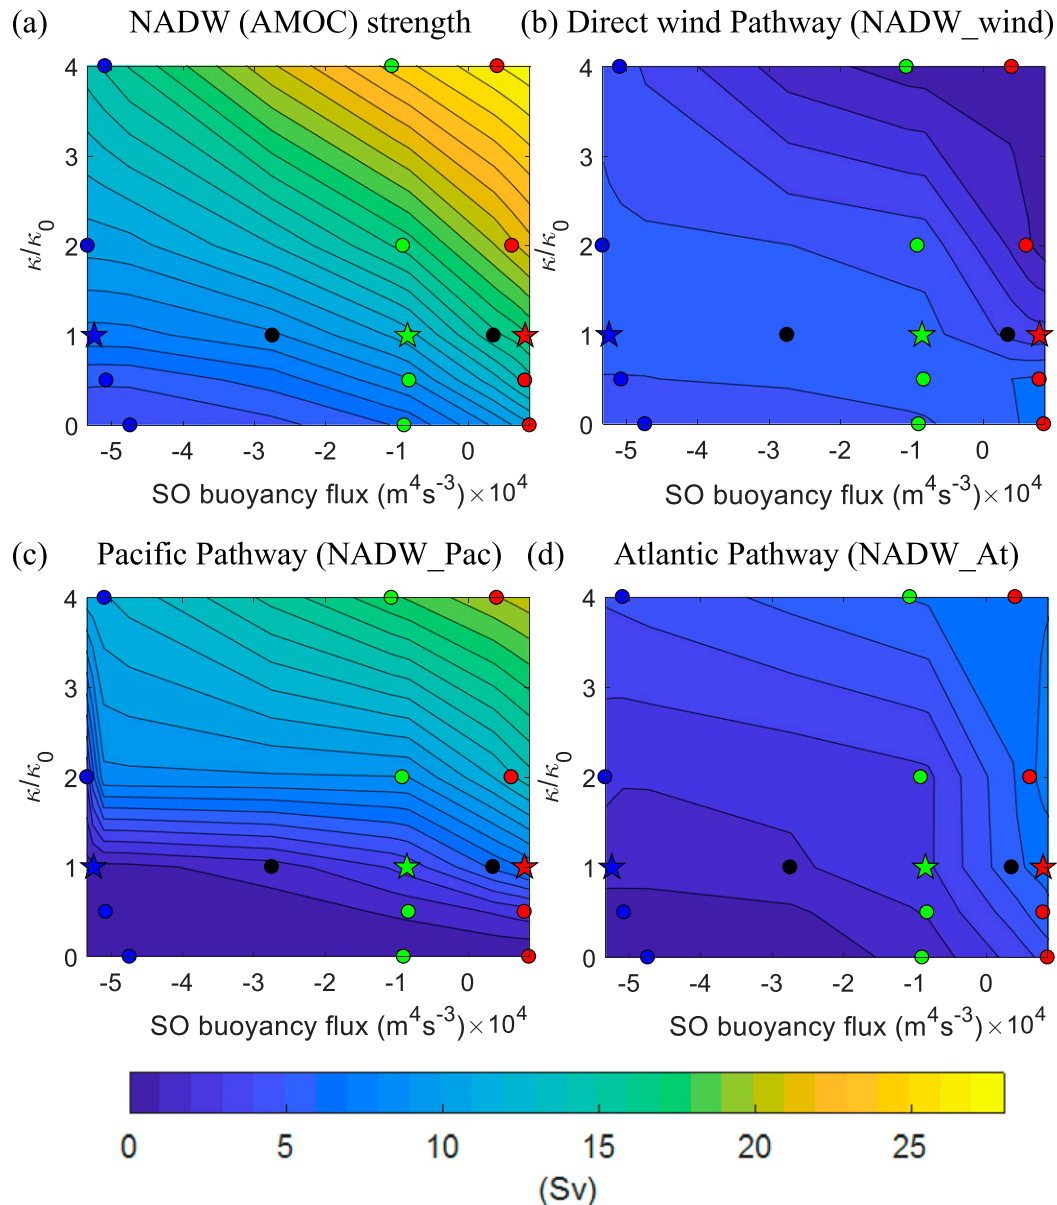 (a) NADW (AMOC) strength
(b) Direct wind Pathway (NADW_wind)
4
3
2
1
0
κ/κ0
-5 -4 -3 -2 -1 0
SO buoyancy flux (m4s-3)×104
4
3
2
1
0
κ/κ0
-5 -4 -3 -2 -1 0
SO buoyancy flux (m4s-3)×104
(c) Pacific Pathway (NADW_Pac)
(d) Atlantic Pathway (NADW_At)
4
3
2
1
0
κ/κ0
-5 -4 -3 -2 -1 0
SO buoyancy flux (m4s-3)×104
4
3
2
1
0
κ/κ0
-5 -4 -3 -2 -1 0
SO buoyancy flux (m4s-3)×104
0 5 10 15 20 25
(Sv)